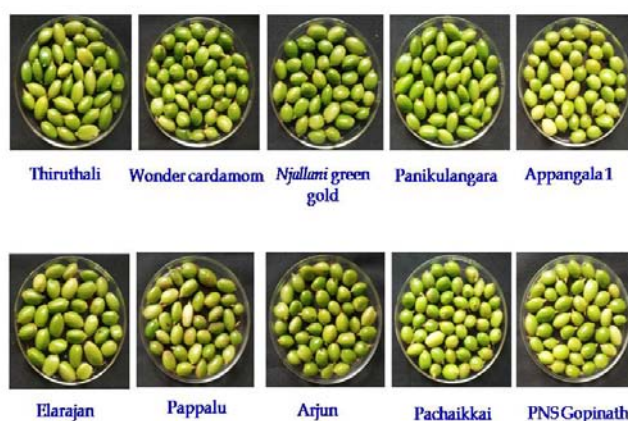 Thiruthali
Wonder cardamom
Njallani green
gold
Panikulangara
Appangala 1
Elarajan
Pappalu
Arjun
Pachaikkai
PNS Gopinath